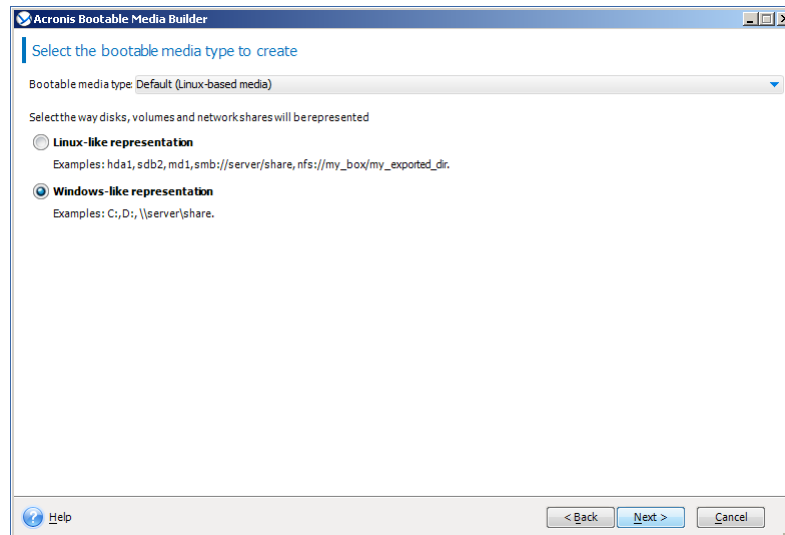 Acronis Bootable Media Builder
Select the bootable media type to create
Bootable media type: Default (Linux-based media)
Select the way disks, volumes and network shares will be represented
Linux-like representation
Examples: hda1, sdb2, md1, smb://server/share, nfs://my_box/my_exported_dir.
Windows-like representation
Examples: C:, D:, \\server\share.
? Help
< Back
Next >
Cancel